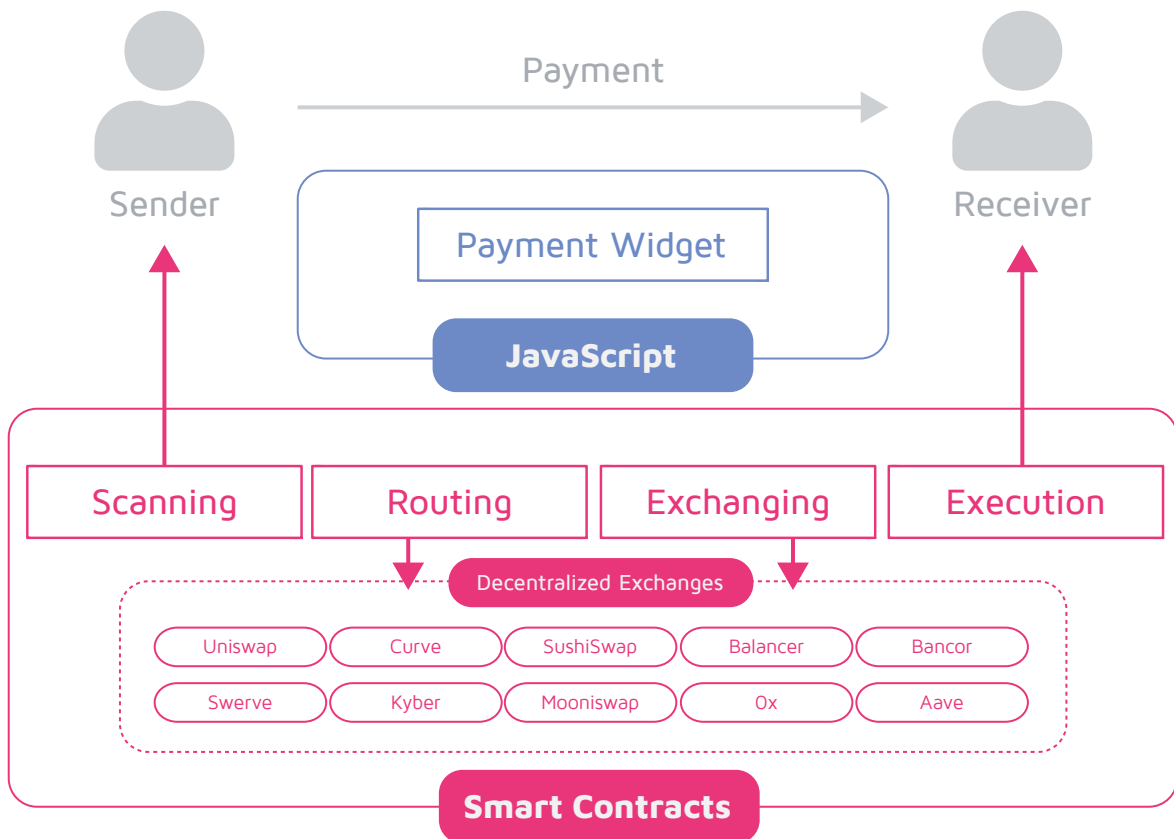 Payment
Sender
Receiver
Payment Widget
JavaScript
Scanning
Routing
Exchanging
Execution
Decentralized Exchanges
Uniswap
Curve
SushiSwap
Balancer
Bancor
Swerve
Kyber
Mooniswap
0x
Aave
Smart Contracts